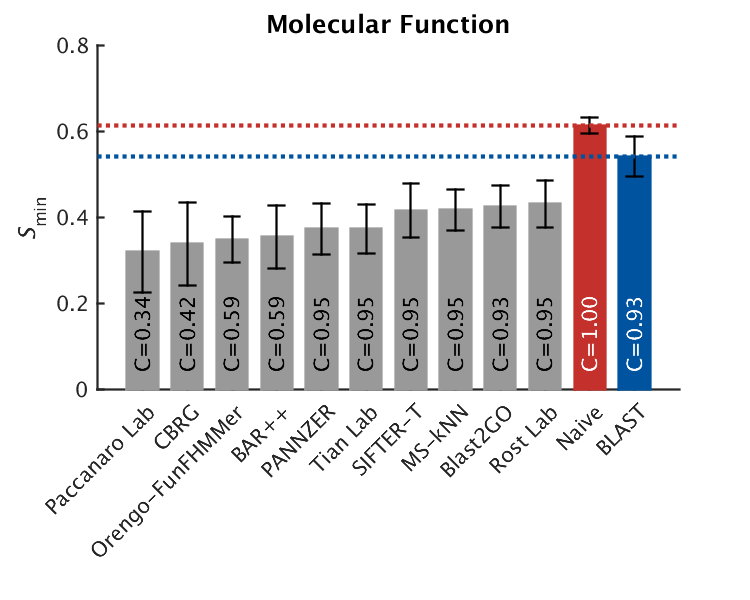 Molecular Function
0.8
0.6
0.4
0.2
0
Smin
C=0.34
C=0.42
C=0.59
C=0.59
C=0.95
C=0.95
C=0.95
C=0.95
C=0.93
C=0.95
C=1.00
C=0.93
Paccanaro Lab
CBRG
Orengo-FunFHMMer
BAR++
PANNZER
Tian Lab
SIFTER-T
MS-kNN
Blast2GO
Rost Lab
Naive
BLAST